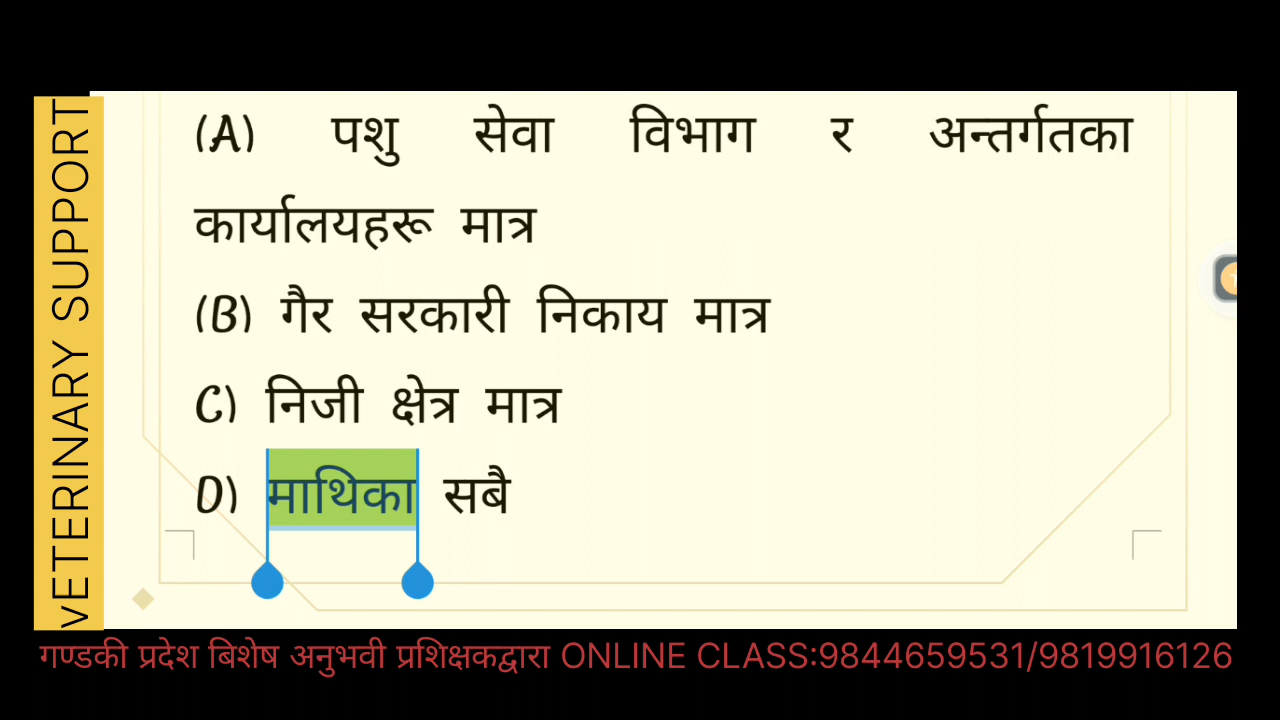 vETERINARY SUPPORT
(A) पशु सेवा विभाग र अन्तर्गतका
कार्यालयहरू मात्र
(B) गैर सरकारी निकाय मात्र
C) निजी क्षेत्र मात्र
D) माथिका सबै
गण्डकी प्रदेश बिशेष अनुभवी प्रशिक्षकद्वारा ONLINE CLASS:9844659531/9819916126